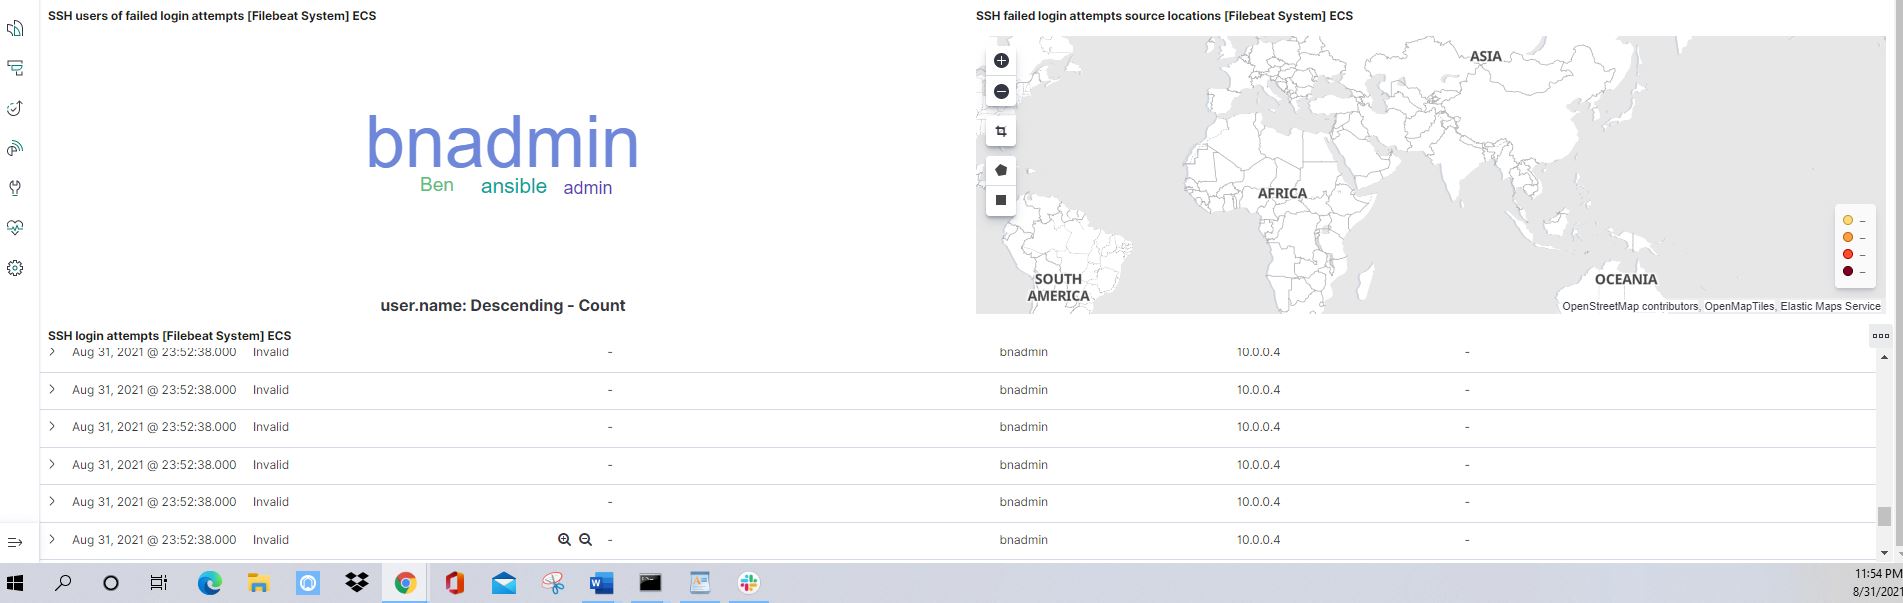 SSH users of failed login attempts [Filebeat System] ECS
bnadmin
Ben ansible admin
user.name: Descending - Count
SSH failed login attempts source locations [Filebeat System] ECS
ASIA
AFRICA
SOUTH
AMERICA
OCEANIA
–
–
–
–
OpenStreetMap contributors, OpenMapTiles, Elastic Maps Service
SSH login attempts [Filebeat System] ECS
Aug 31, 2021 @ 23:52:38.000 Invalid - bnadmin 10.0.0.4 -
Aug 31, 2021 @ 23:52:38.000 Invalid - bnadmin 10.0.0.4 -
Aug 31, 2021 @ 23:52:38.000 Invalid - bnadmin 10.0.0.4 -
Aug 31, 2021 @ 23:52:38.000 Invalid - bnadmin 10.0.0.4 -
Aug 31, 2021 @ 23:52:38.000 Invalid - bnadmin 10.0.0.4 -
Aug 31, 2021 @ 23:52:38.000 Invalid - bnadmin 10.0.0.4 -
11:54 PM
8/31/2021